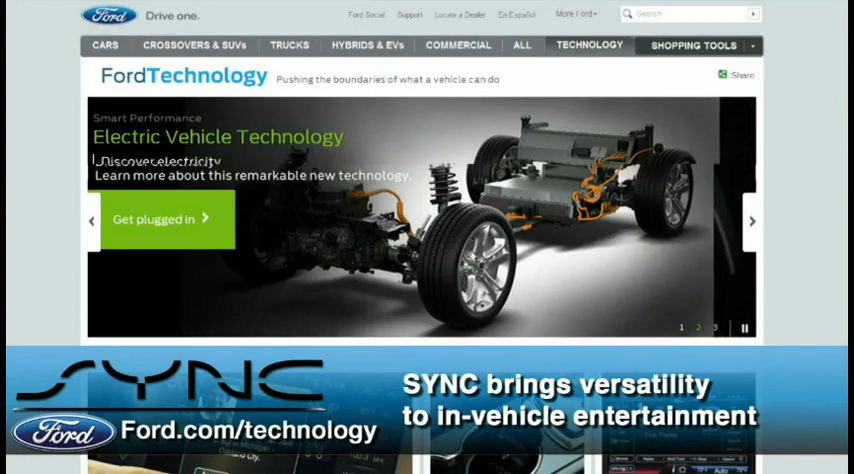 Ford Drive one.
Ford Social Support Locate a Dealer En Español More Ford
Search
CARS CROSSOVERS & SUVs TRUCKS HYBRIDS & EVs COMMERCIAL ALL TECHNOLOGY SHOPPING TOOLS
FordTechnology Pushing the boundaries of what a vehicle can do
Share
Smart Performance
Electric Vehicle Technology
Discover electricity
Learn more about this remarkable new technology.
Get plugged in
1 2 3
SYNC
SYNC brings versatility
to in-vehicle entertainment
Ford Ford.com/technology